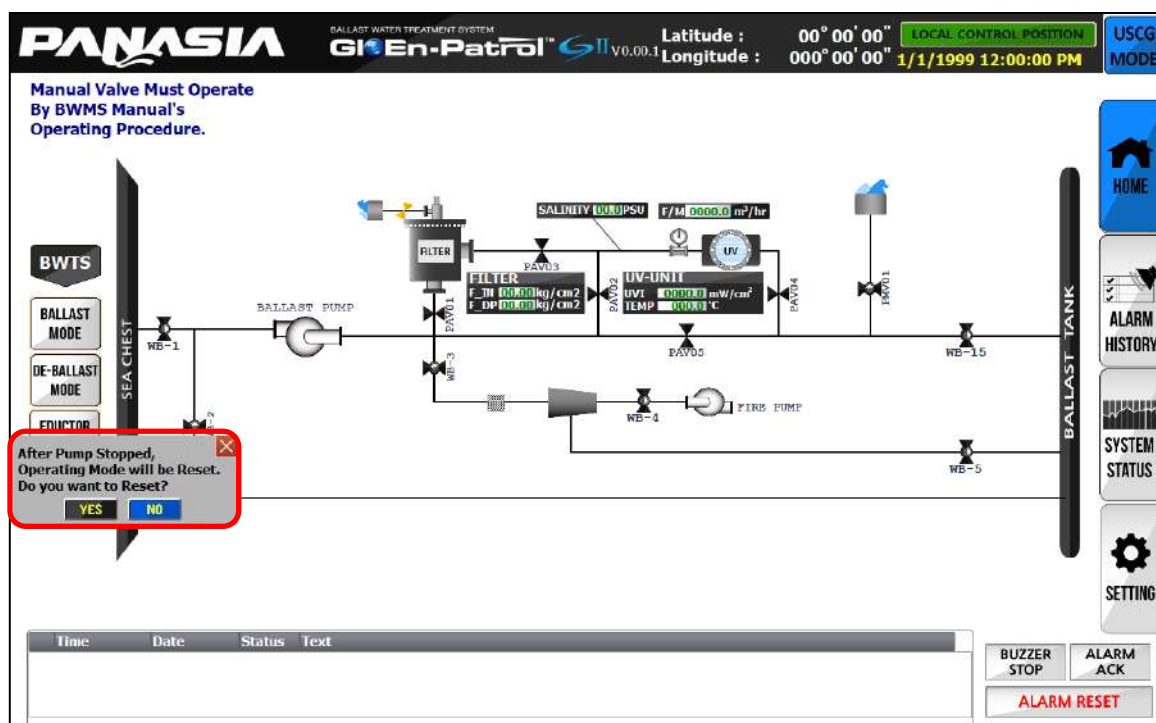 PANASIA
BALLAST WATER TREATMENT SYSTEM
GloEn-Patrol™ GII V0.00.1
Latitude : 00° 00' 00"
Longitude : 000° 00' 00"
LOCAL CONTROL POSITION
1/1/1999 12:00:00 PM
USCG
MODE
Manual Valve Must Operate
By BWMS Manual's
Operating Procedure.
HOME
SALINITY 00.0 PSU
F/M 0000.0 m³/hr
FILTER
UV
PAV03
FILTER
F_IN 00.00 kg/cm2
F_DP 00.00 kg/cm2
PAV02
UV-UNIT
UVI 0000.0 mW/cm²
TEMP 000.0 °C
PAV04
PMV01
PAV01
BWTS
BALLAST
MODE
DE-BALLAST
MODE
EDUCTOR
SEA CHEST
WB-1
BALLAST PUMP
PAV05
WB-15
BALLAST TANK
ALARM
HISTORY
WB-3
WB-4
FIRE PUMP
WB-5
SYSTEM
STATUS
After Pump Stopped,
Operating Mode will be Reset.
Do you want to Reset?
YES NO
SETTING
Time Date Status Text
BUZZER
STOP
ALARM
ACK
ALARM RESET